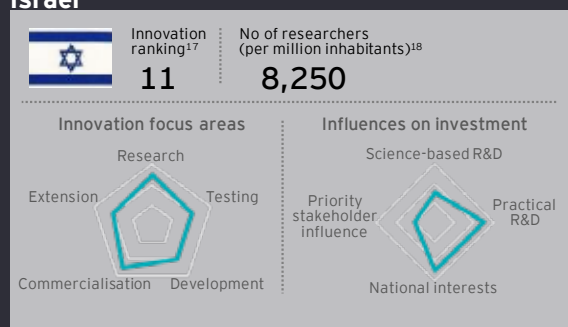 Israel
Innovation
ranking¹⁷
11
No of researchers
(per million inhabitants)¹⁸
8,250
Innovation focus areas
Research
Extension
Testing
Commercialisation
Development
Influences on investment
Science-based R&D
Priority
stakeholder
influence
Practical
R&D
National interests